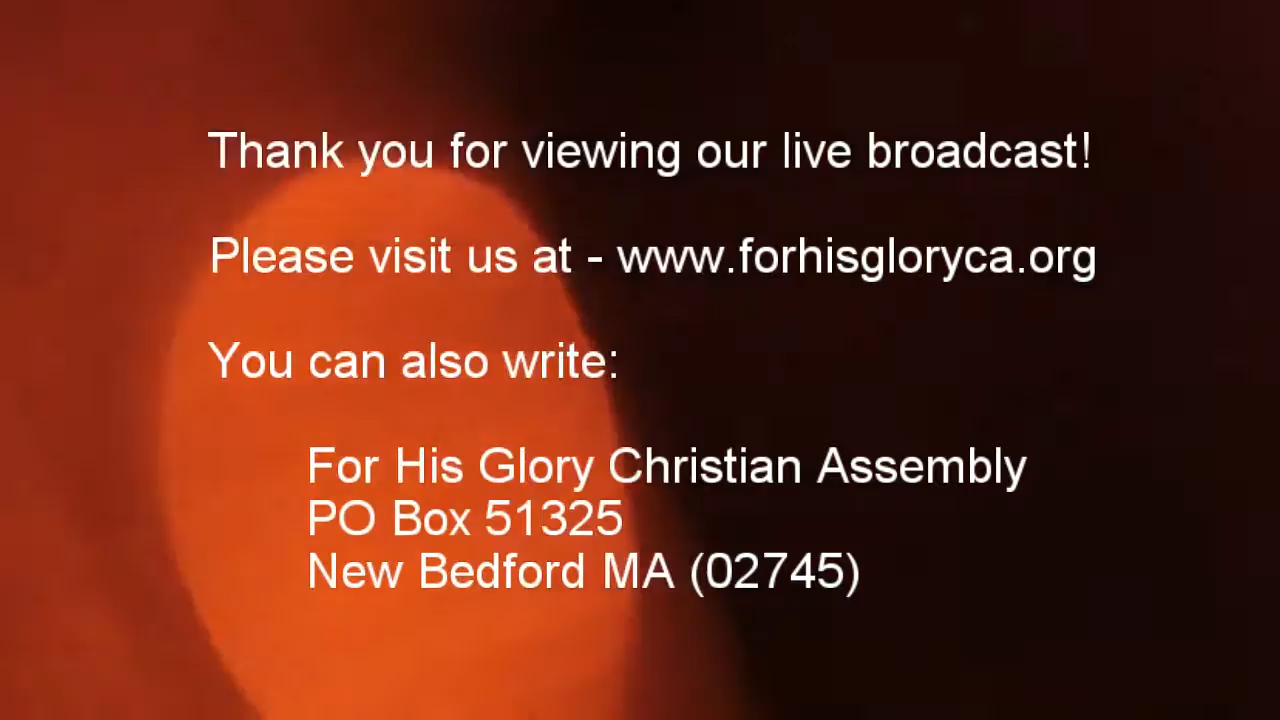 Thank you for viewing our live broadcast!
Please visit us at - www.forhisgloryca.org
You can also write:
For His Glory Christian Assembly
PO Box 51325
New Bedford MA (02745)